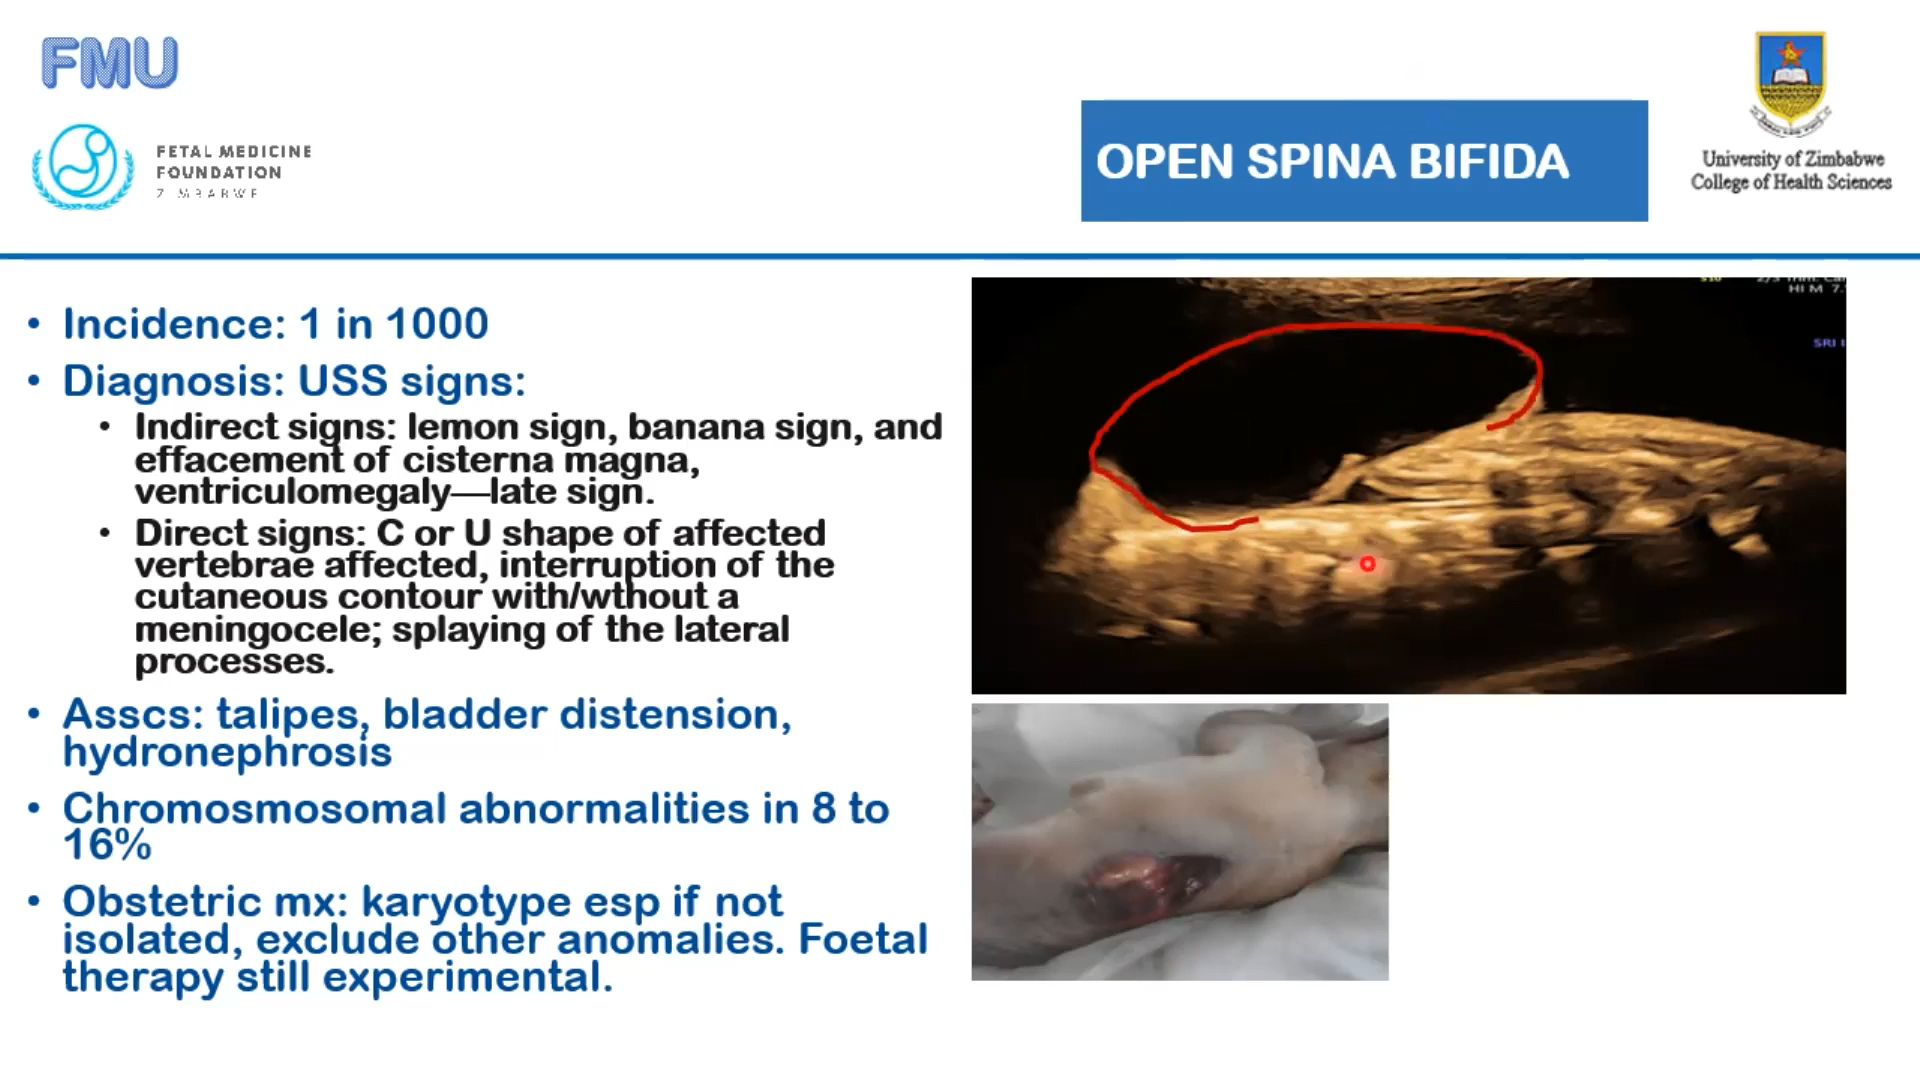 FMU
FETAL MEDICINE
FOUNDATION
ZIMBABWE
OPEN SPINA BIFIDA
University of Zimbabwe
College of Health Sciences
• Incidence: 1 in 1000
• Diagnosis: USS signs:
• Indirect signs: lemon sign, banana sign, and
effacement of cisterna magna,
ventriculomegaly—late sign.
• Direct signs: C or U shape of affected
vertebrae affected, interruption of the
cutaneous contour with/wthout a
meningocele; splaying of the lateral
processes.
• Asscs: talipes, bladder distension,
hydronephrosis
• Chromosmosomal abnormalities in 8 to
16%
• Obstetric mx: karyotype esp if not
isolated, exclude other anomalies. Foetal
therapy still experimental.
HI M 7.
SRI I